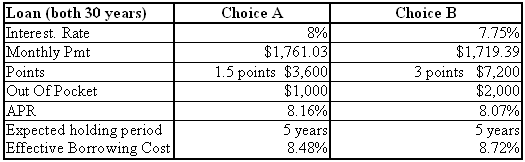 Loan (both 30 years) Choice A Choice B
Interest. Rate 8% 7.75%
Monthly Pmt $1,761.03 $1,719.39
Points 1.5 points $3,600 3 points $7,200
Out Of Pocket $1,000 $2,000
APR 8.16% 8.07%
Expected holding period 5 years 5 years
Effective Borrowing Cost 8.48% 8.72%